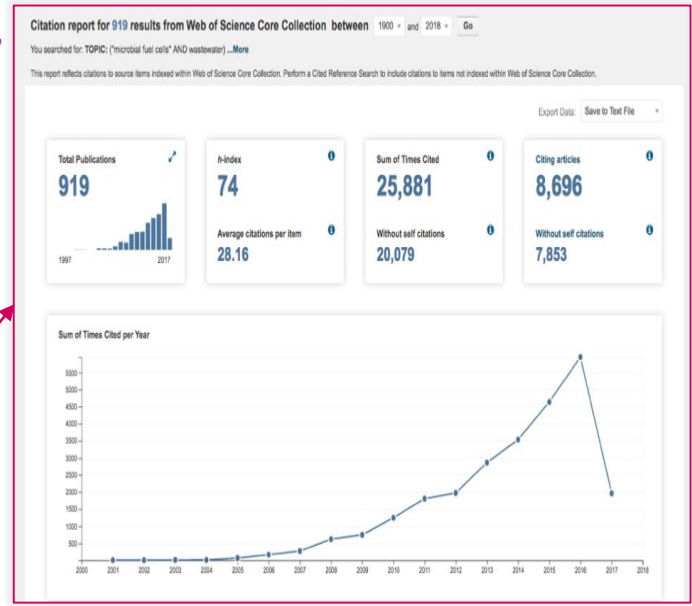 Citation report for 919 results from Web of Science Core Collection between 1900 and 2018 Go
You searched for: TOPIC: ("microbial fuel cells" AND wastewater) ...More
This report reflects citations to source items indexed within Web of Science Core Collection. Perform a Cited Reference Search to include citations to items not indexed within Web of Science Core Collection.
Export Data: Save to Text File
Total Publications
919
1997 2017
h-index
74
Average citations per item
28.16
Sum of Times Cited
25,881
Without self citations
20,079
Citing articles
8,696
Without self citations
7,853
Sum of Times Cited per Year
5500
5000
4500
4000
3500
3000
2500
2000
1500
1000
500
2000 2001 2002 2003 2004 2005 2006 2007 2008 2009 2010 2011 2012 2013 2014 2015 2016 2017 2018